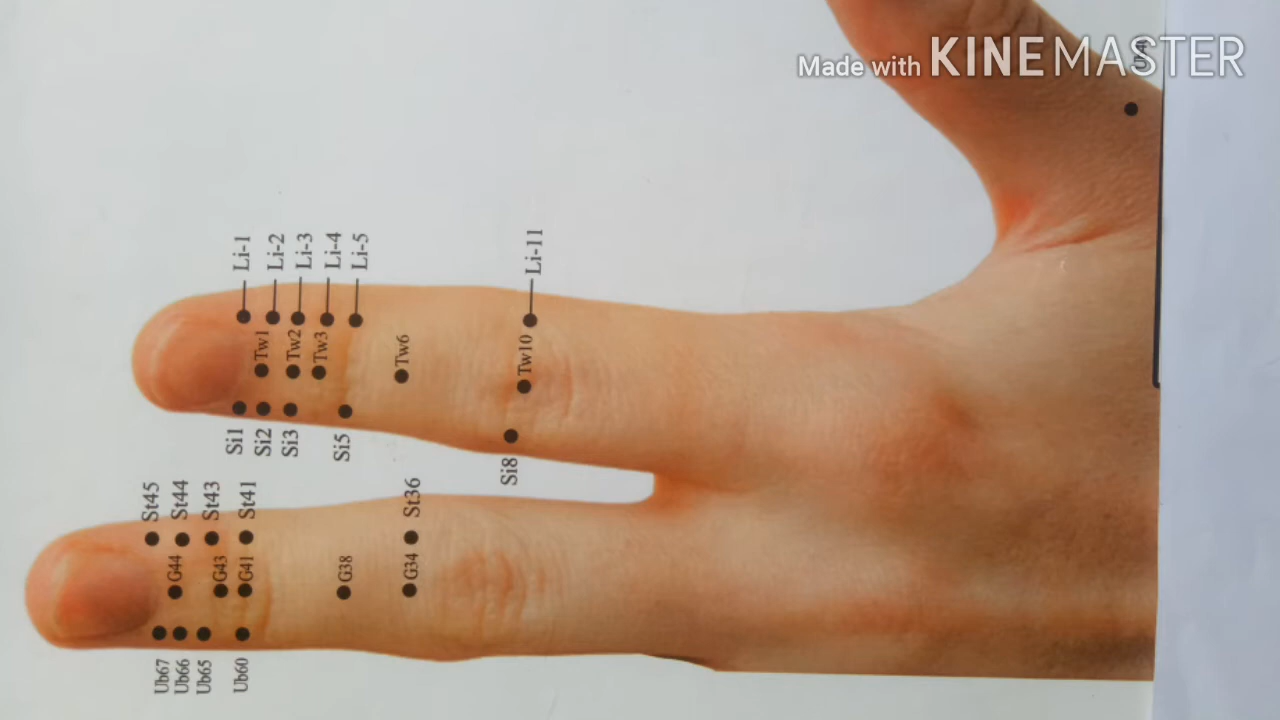 Made with KINEMASTER
Li-1
Li-2
Li-3
Li-4
Li-5
Li-11
Tw1
Tw2
Tw3
Tw6
Tw10
Si1
Si2
Si3
Si5
Si8
St45
St44
St43
St41
St36
G44
G43
G41
G38
G34
Ub67
Ub66
Ub65
Ub60